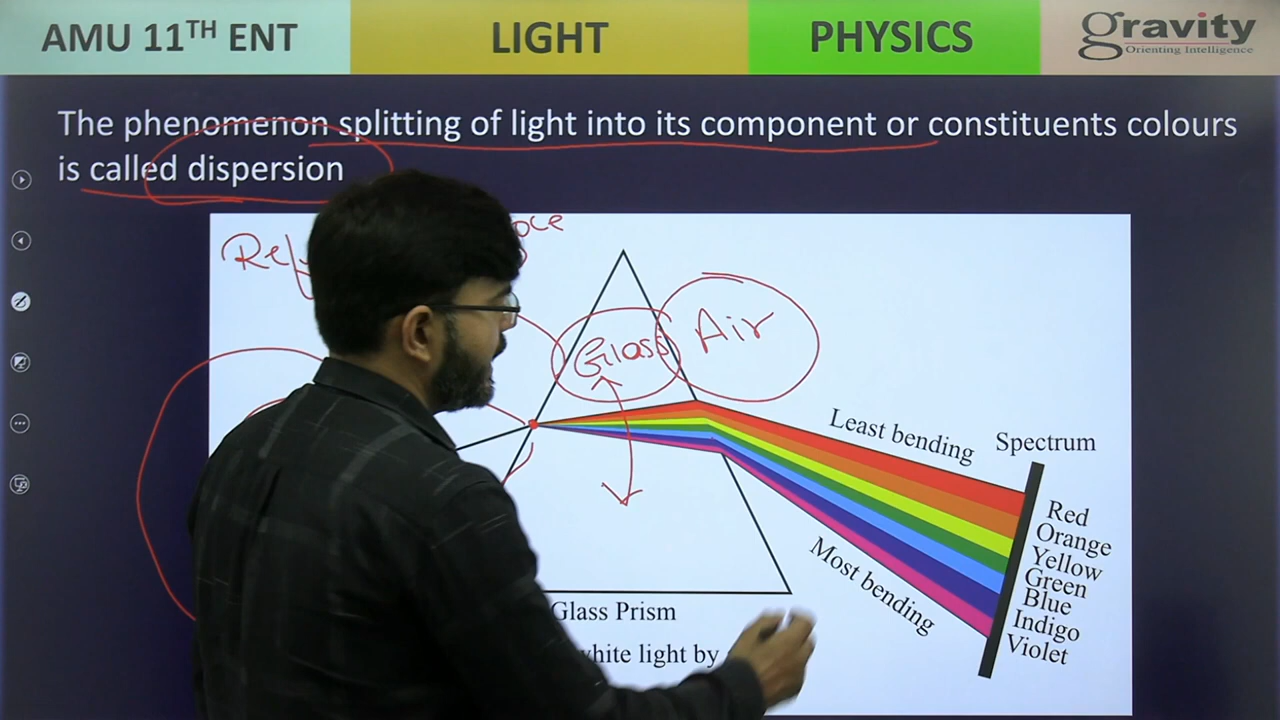 AMU 11TH ENT
LIGHT
PHYSICS
gravity
Orienting Intelligence
The phenomenon splitting of light into its component or constituents colours
is called dispersion
Glass
Air
Least bending
Spectrum
Most bending
Red
Orange
Yellow
Green
Blue
Indigo
Violet
Glass Prism
white light by